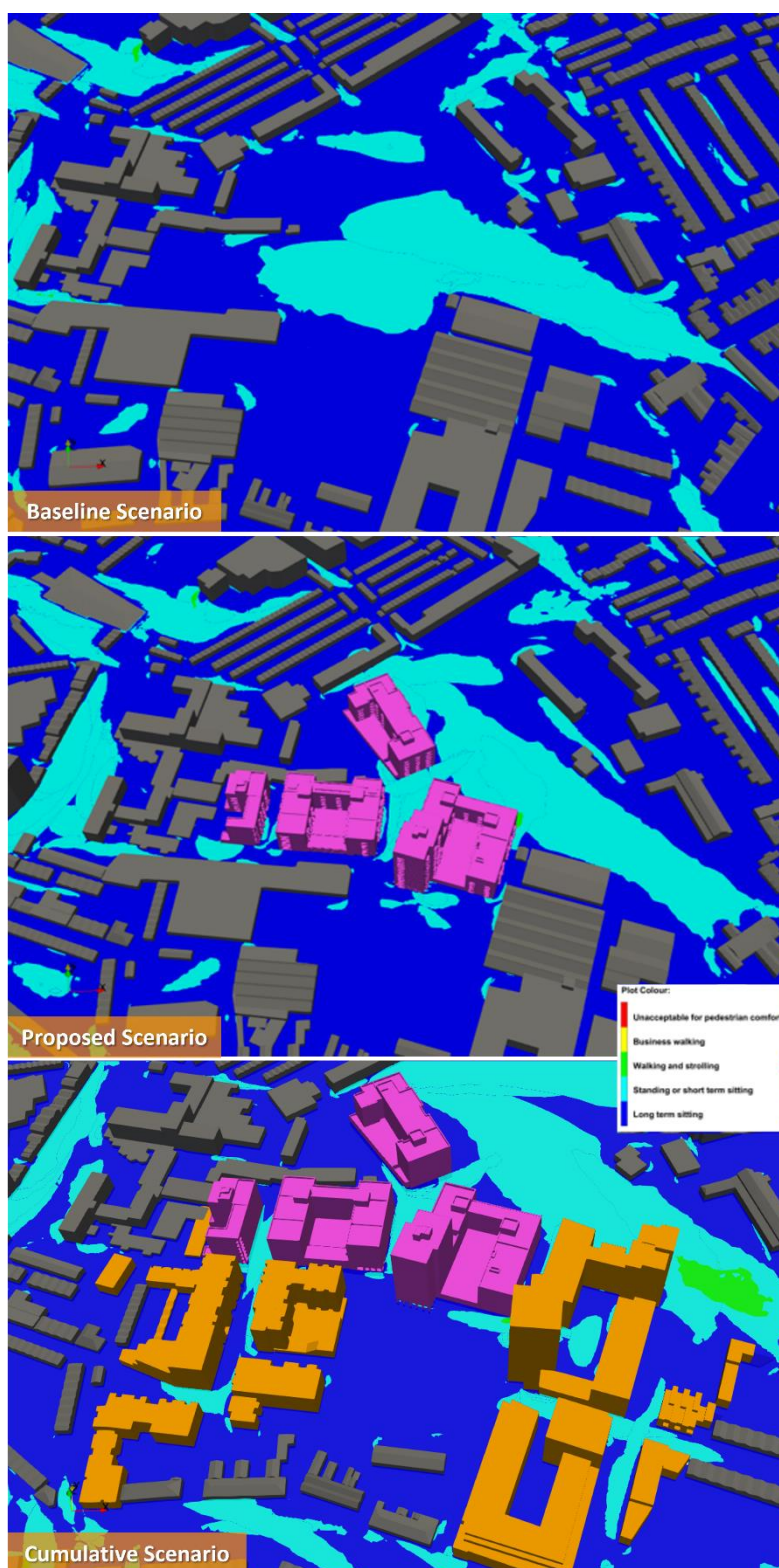 Baseline Scenario
Proposed Scenario
Plot Colour:
Unacceptable for pedestrian comfor
Business walking
Walking and strolling
Standing or short term sitting
Long term sitting
Cumulative Scenario